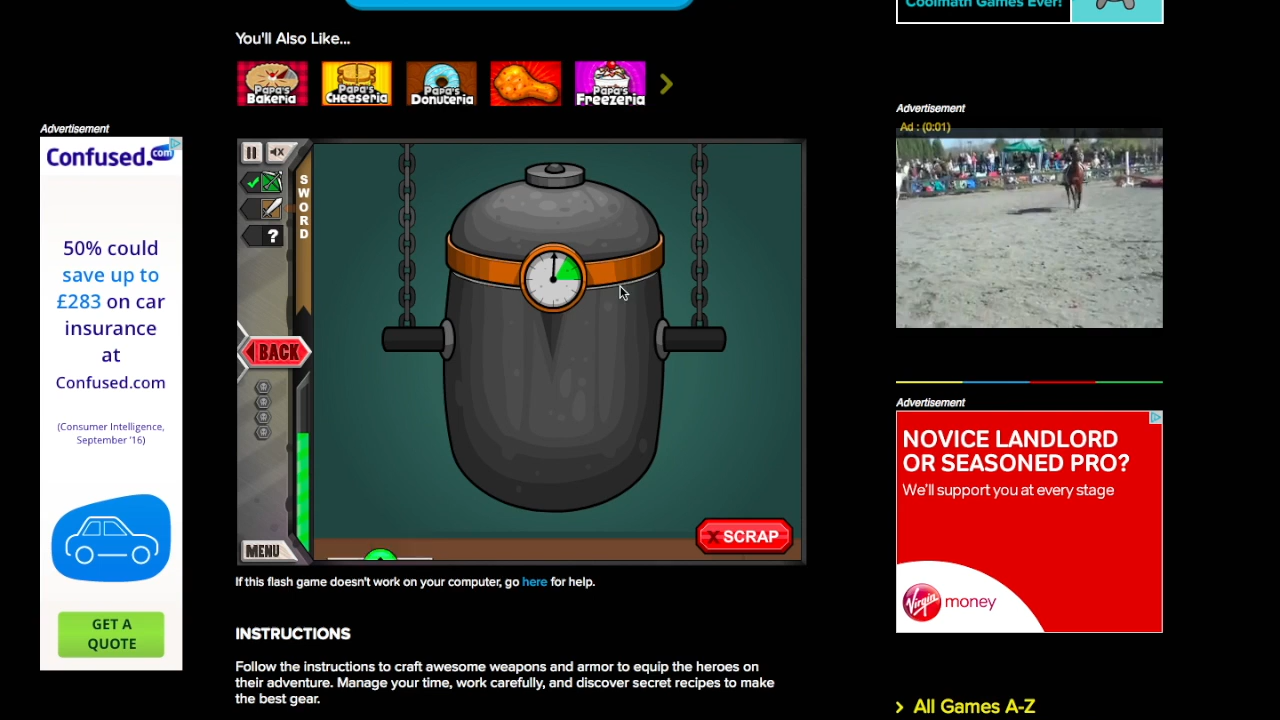 Coolmath Games Ever!
You'll Also Like...
PAPA'S BAKERIA
PAPA'S CHEESERIA
PAPA'S DONUTERIA
PAPA'S FREEZERIA
Advertisement
Confused.com
50% could
save up to
£283 on car
insurance
at
Confused.com
(Consumer Intelligence,
September '16)
GET A
QUOTE
SWORD
?
BACK
MENU
SCRAP
If this flash game doesn't work on your computer, go here for help.
INSTRUCTIONS
Follow the instructions to craft awesome weapons and armor to equip the heroes on
their adventure. Manage your time, work carefully, and discover secret recipes to make
the best gear.
Advertisement
Ad : (0:01)
Advertisement
NOVICE LANDLORD
OR SEASONED PRO?
We'll support you at every stage
Virgin money
All Games A-Z